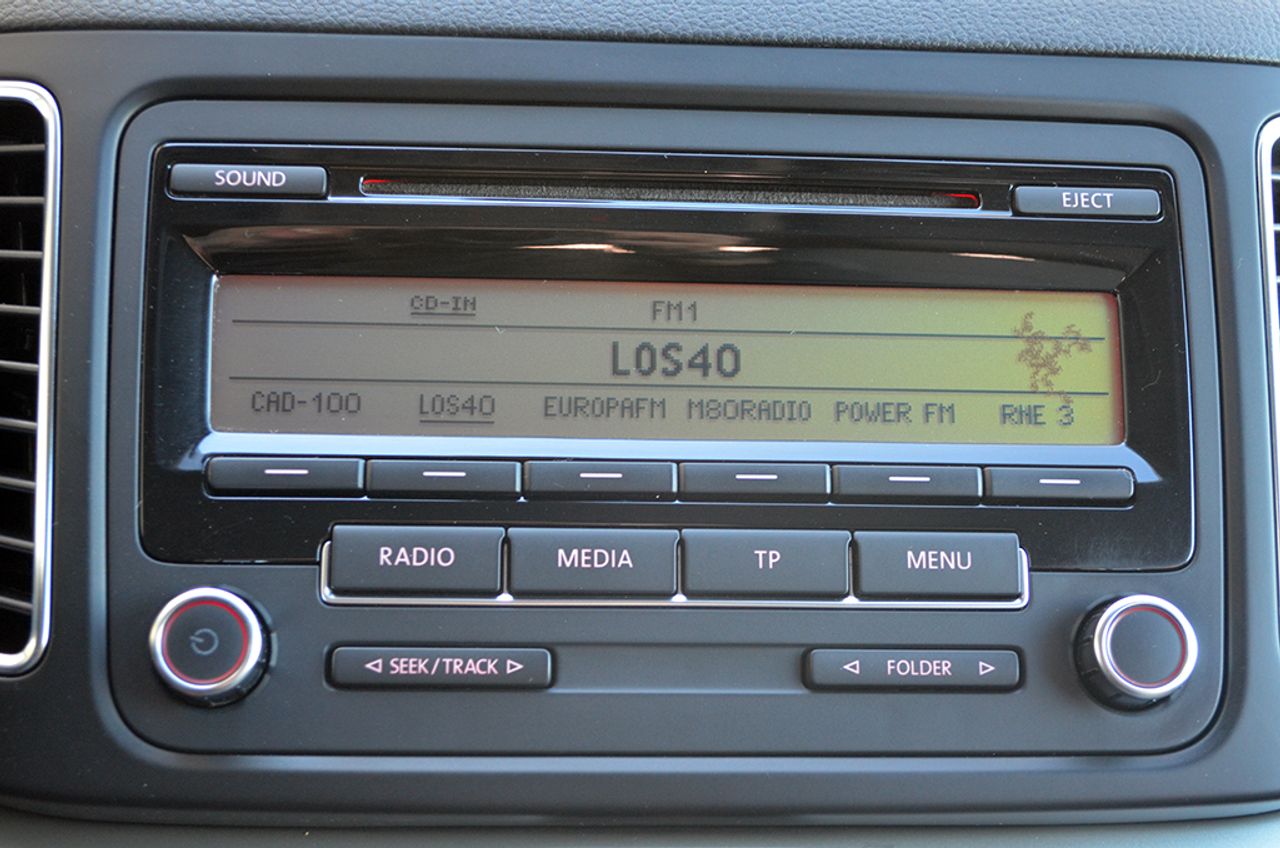 SOUND EJECT
CD-IN FM1
LOS40
CAD-100 LOS40 EUROPAFM M80RADIO POWER FM RNE 3
RADIO MEDIA TP MENU
SEEK/TRACK FOLDER